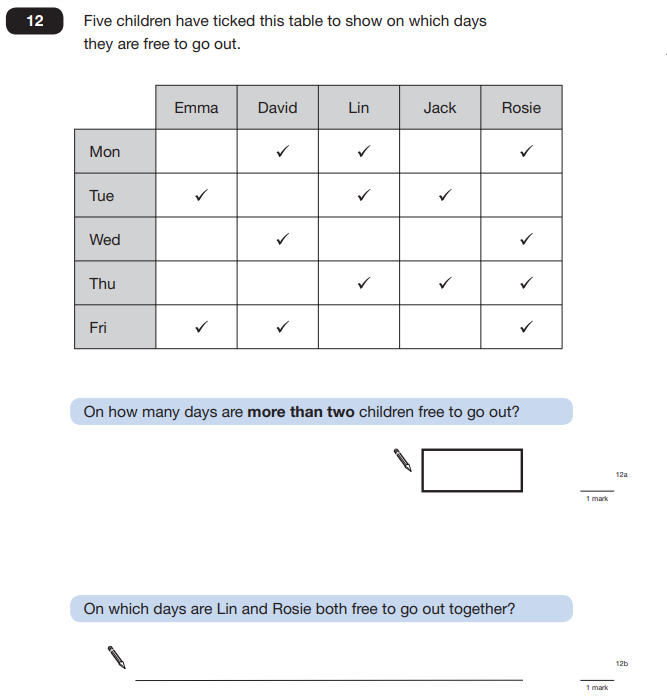 12
Five children have ticked this table to show on which days
they are free to go out.
Emma David Lin Jack Rosie
Mon ✓ ✓ ✓
Tue ✓ ✓ ✓
Wed ✓ ✓
Thu ✓ ✓ ✓
Fri ✓ ✓ ✓
On how many days are more than two children free to go out?
12a
1 mark
On which days are Lin and Rosie both free to go out together?
12b
1 mark